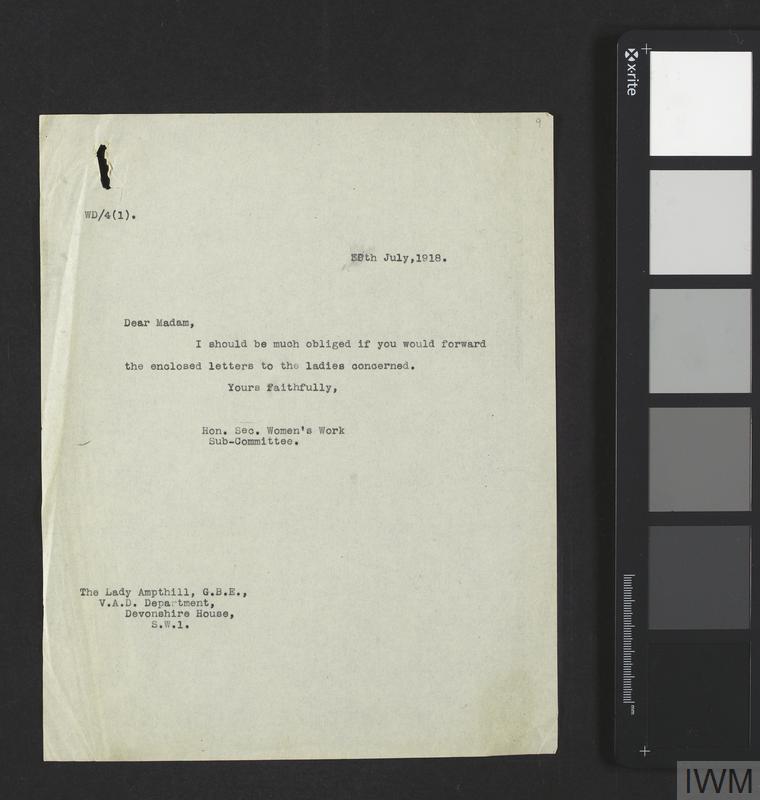 9
WD/4(1).
th July,1918.
Dear Madam,
I should be much obliged if you would forward
the enclosed letters to the ladies concerned.
Yours faithfully,
Hon. Sec. Women's Work
Sub-Committee.
The Lady Ampthill, G.B.E.,
V.A.D. Department,
Devonshire House,
S.W.1.
x-rite
mm
IWM